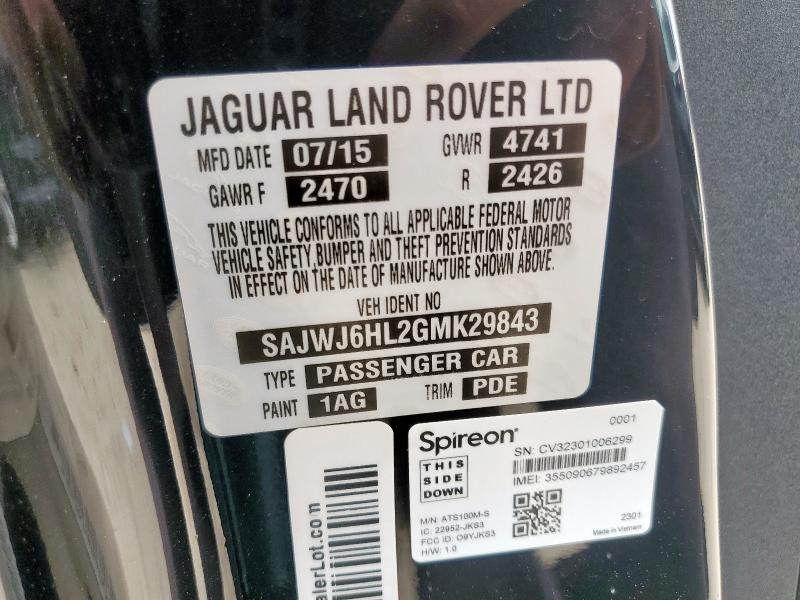 JAGUAR LAND ROVER LTD
MFD DATE 07/15 GVWR 4741
GAWR F 2470 R 2426
THIS VEHICLE CONFORMS TO ALL APPLICABLE FEDERAL MOTOR
VEHICLE SAFETY,BUMPER AND THEFT PREVENTION STANDARDS
IN EFFECT ON THE DATE OF MANUFACTURE SHOWN ABOVE.
VEH IDENT NO
SAJWJ6HL2GMK29843
TYPE PASSENGER CAR
PAINT 1AG TRIM PDE
Spireon®
0001
THIS
SIDE
DOWN
SN: CV32301006299
IMEI: 355090679892457
M/N: ATS100M-S
IC: 22952-JKS3
FCC ID: O9YJKS3
H/W: 1.0
2301
Made in Vietnam
alerLot.com